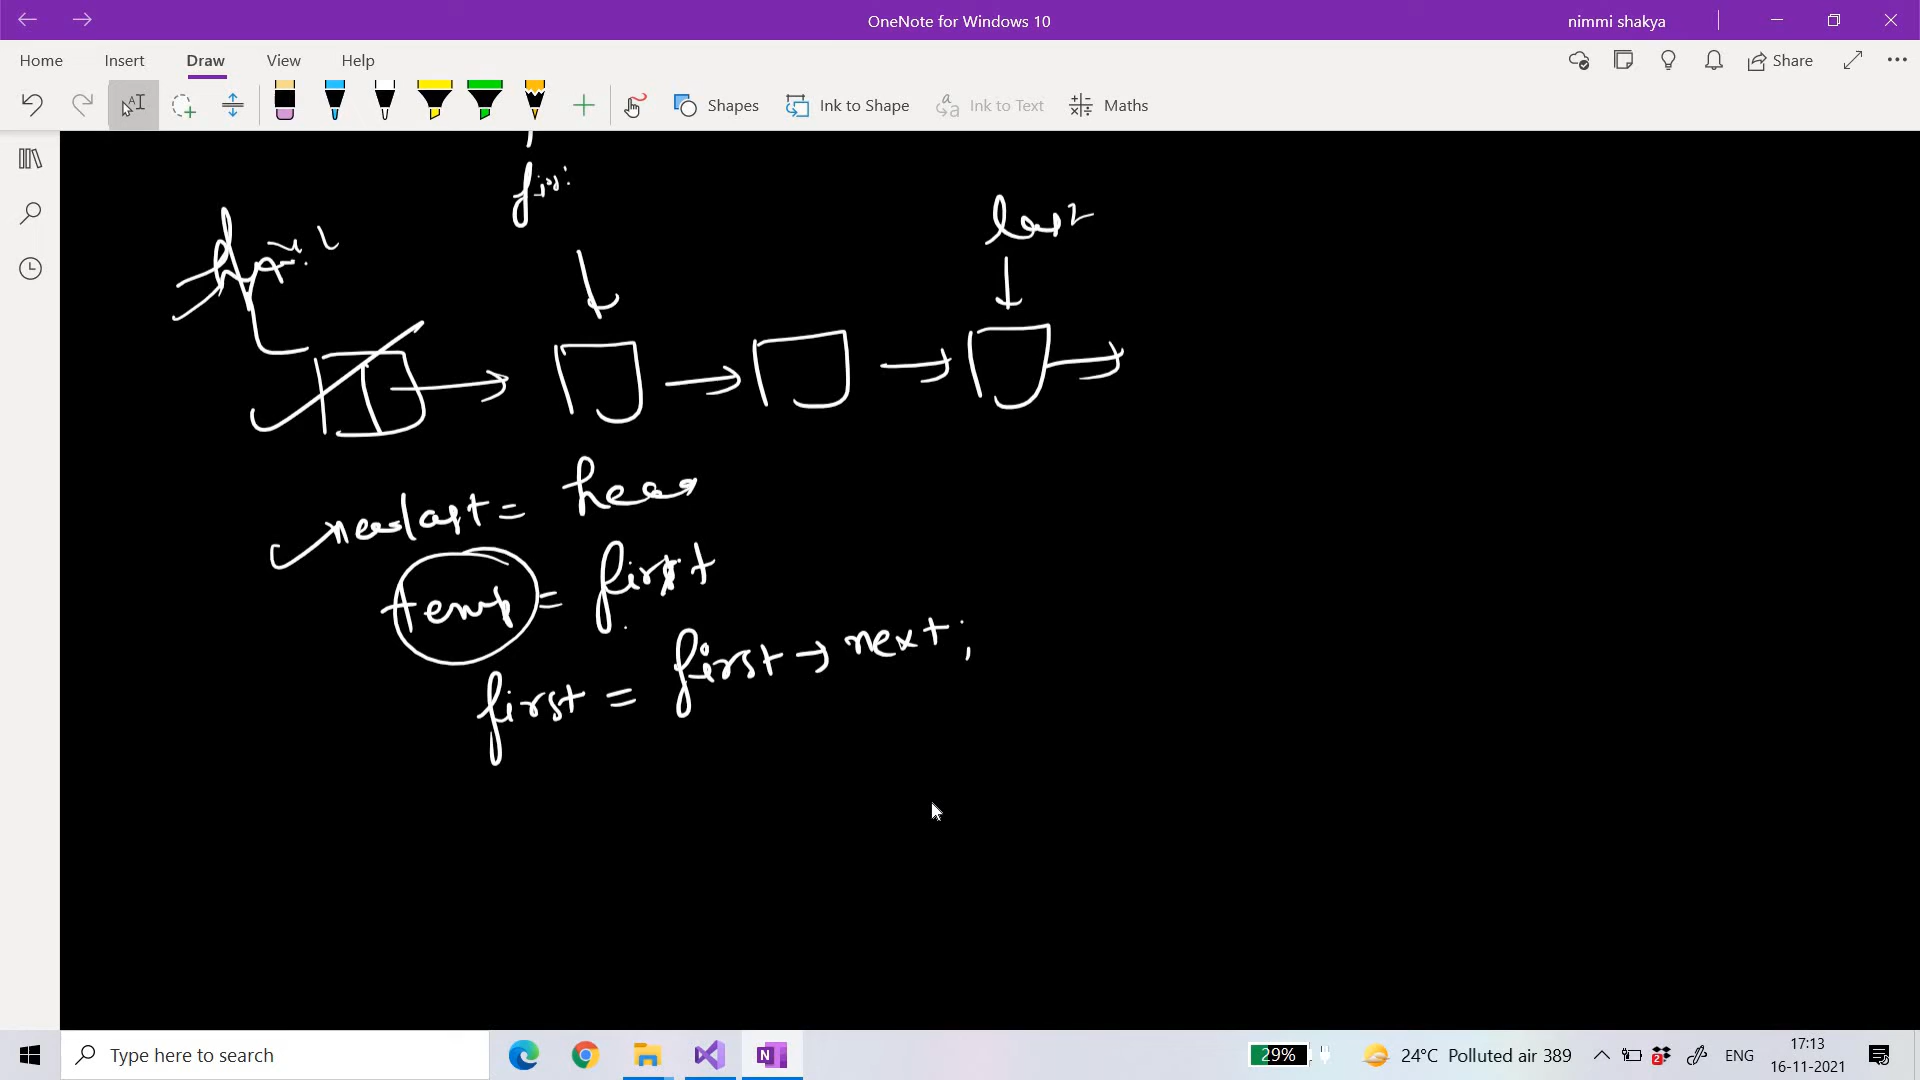 OneNote for Windows 10
nimmi shakya
Home Insert Draw View Help
Share
Shapes Ink to Shape Ink to Text Maths
last
newlast = head
temp = first
first = first → next ;
Type here to search
29%
24°C Polluted air 389
2
ENG
17:13
16-11-2021